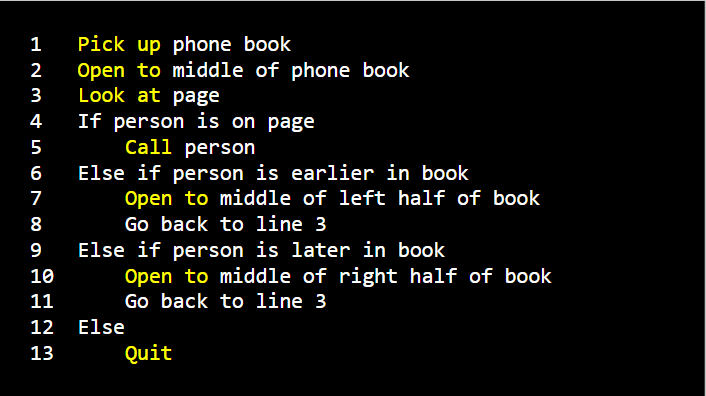 1 Pick up phone book
2 Open to middle of phone book
3 Look at page
4 If person is on page
5 Call person
6 Else if person is earlier in book
7 Open to middle of left half of book
8 Go back to line 3
9 Else if person is later in book
10 Open to middle of right half of book
11 Go back to line 3
12 Else
13 Quit